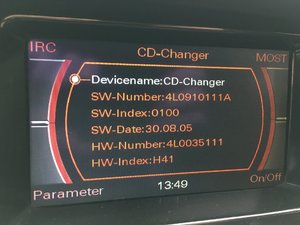 IRC
CD-Changer
MOST
Devicename:CD-Changer
SW-Number:4L0910111A
SW-Index:0100
SW-Date:30.08.05
HW-Number:4L0035111
HW-Index:H41
Parameter
13:49
On/Off